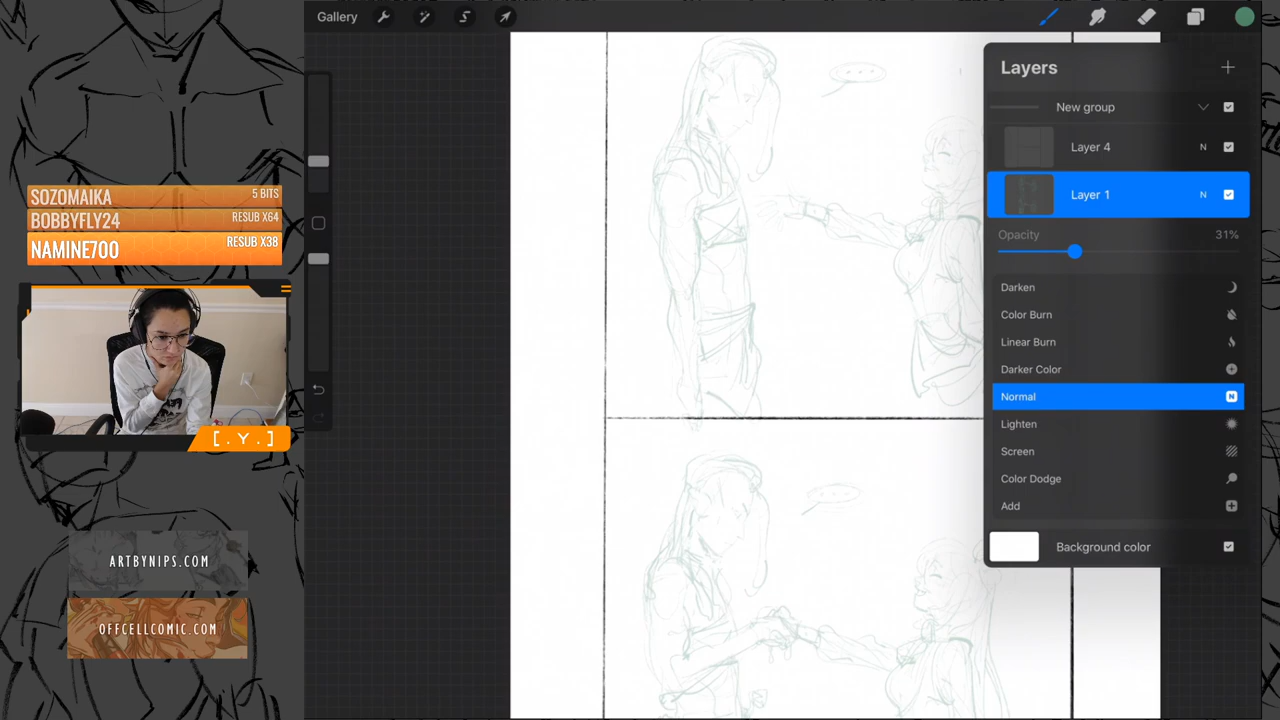 Gallery
Layers
New group
Layer 4 N
Layer 1 N
Opacity 31%
Darken
Color Burn
Linear Burn
Darker Color
Normal N
Lighten
Screen
Color Dodge
Add
Background color
SOZOMAIKA 5 BITS
BOBBYFLY24 RESUB X64
NAMINE700 RESUB X38
[.Y.]
ARTBYNIPS.COM
OFFCELLCOMIC.COM
...
...